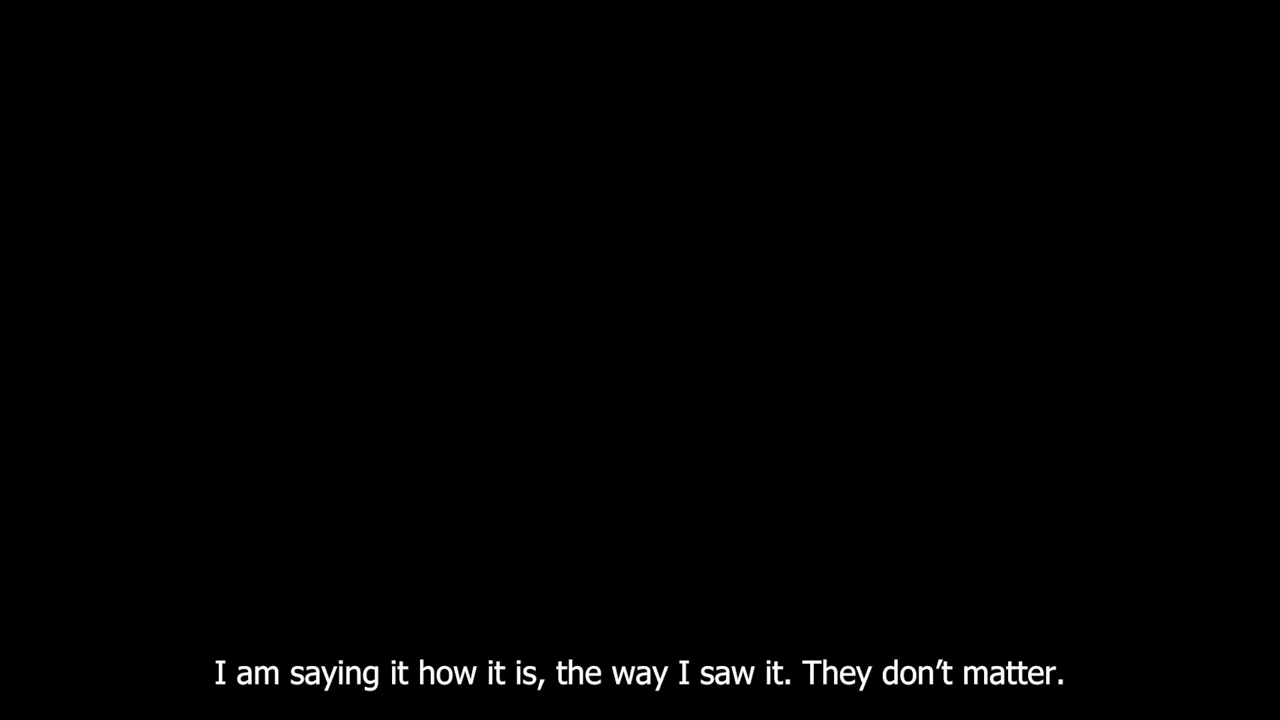 I am saying it how it is, the way I saw it. They don’t matter.